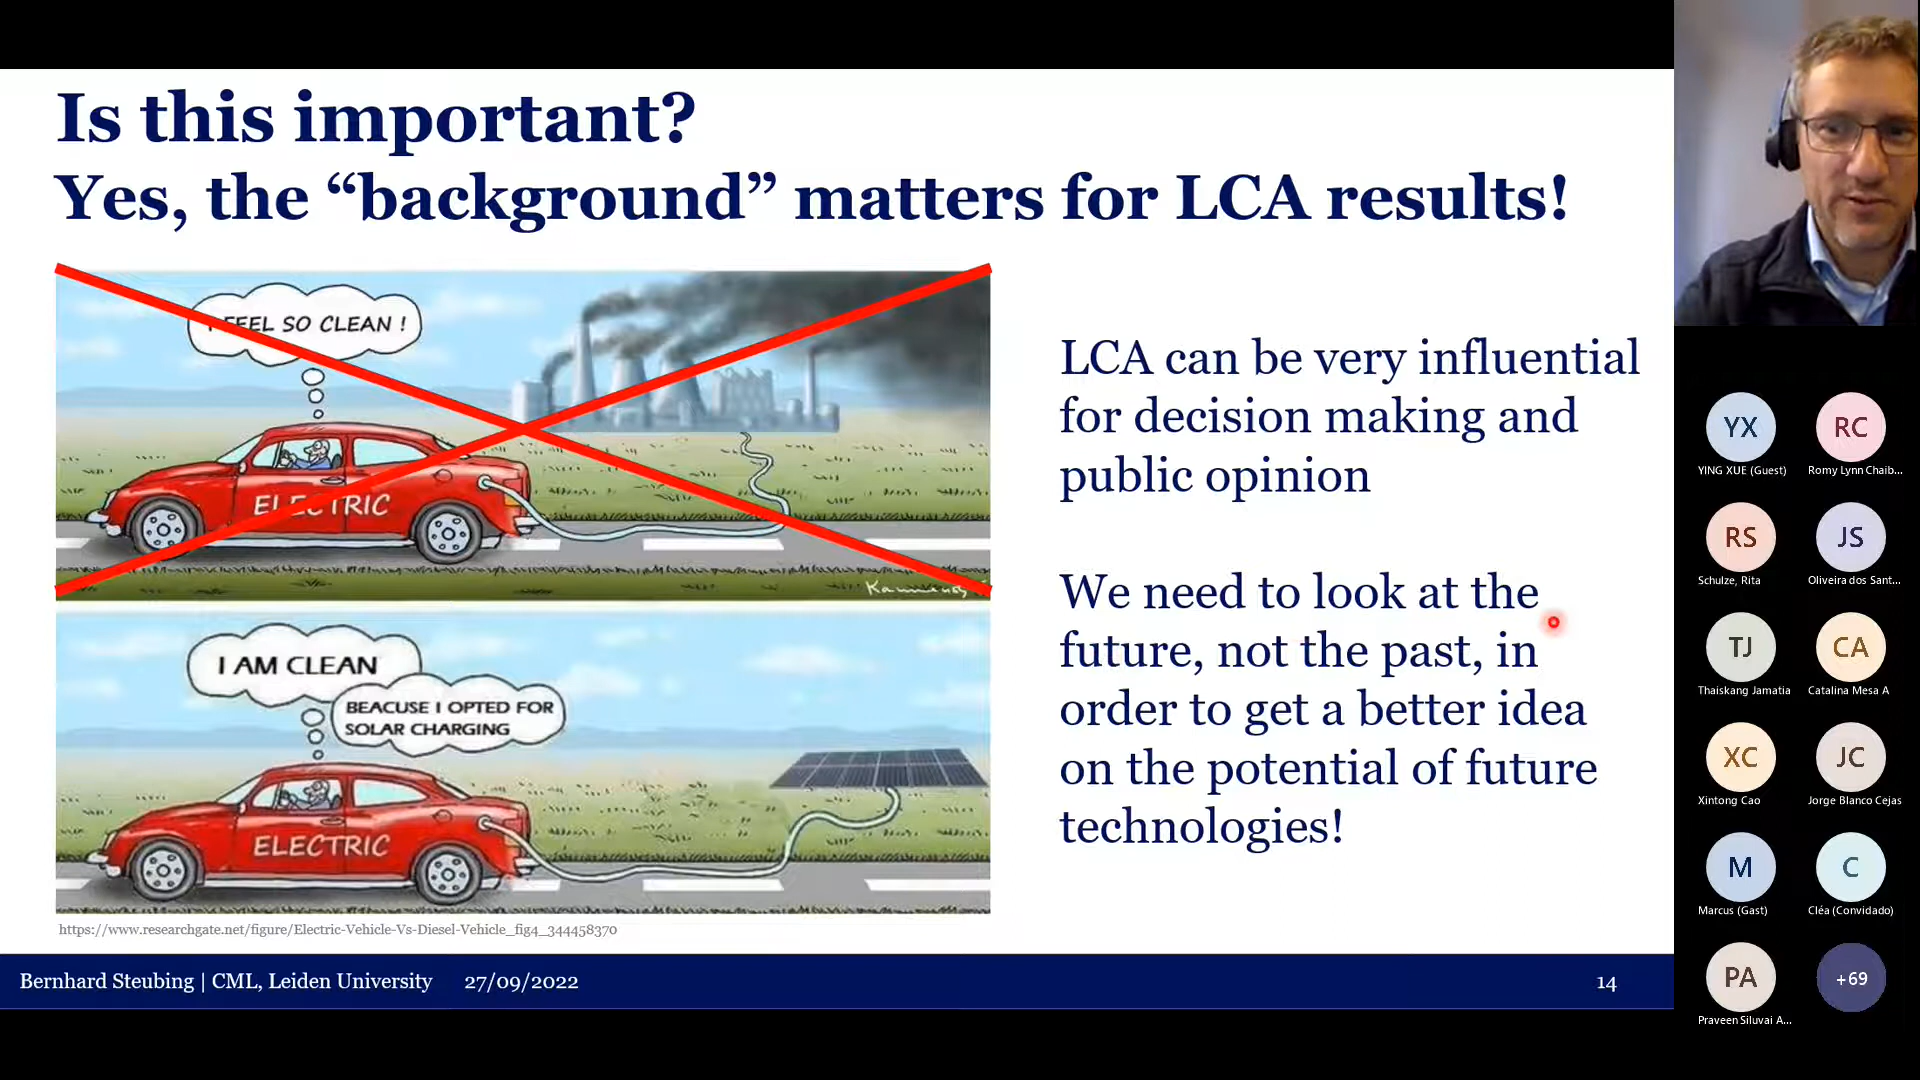 Is this important?
Yes, the “background” matters for LCA results!
I FEEL SO CLEAN !
ELECTRIC
I AM CLEAN
BEACUSE I OPTED FOR
SOLAR CHARGING
ELECTRIC
https://www.researchgate.net/figure/Electric-Vehicle-Vs-Diesel-Vehicle_fig4_344458370
LCA can be very influential
for decision making and
public opinion
We need to look at the
future, not the past, in
order to get a better idea
on the potential of future
technologies!
Bernhard Steubing | CML, Leiden University 27/09/2022
14
YX
RC
YING XUE (Guest)
Romy Lynn Chaib...
RS
JS
Schulze, Rita
Oliveira dos Sant...
TJ
CA
Thaiskang Jamatia
Catalina Mesa A
XC
JC
Xintong Cao
Jorge Blanco Cejas
M
C
Marcus (Gast)
Cléa (Convidado)
PA
+69
Praveen Siluvai A...